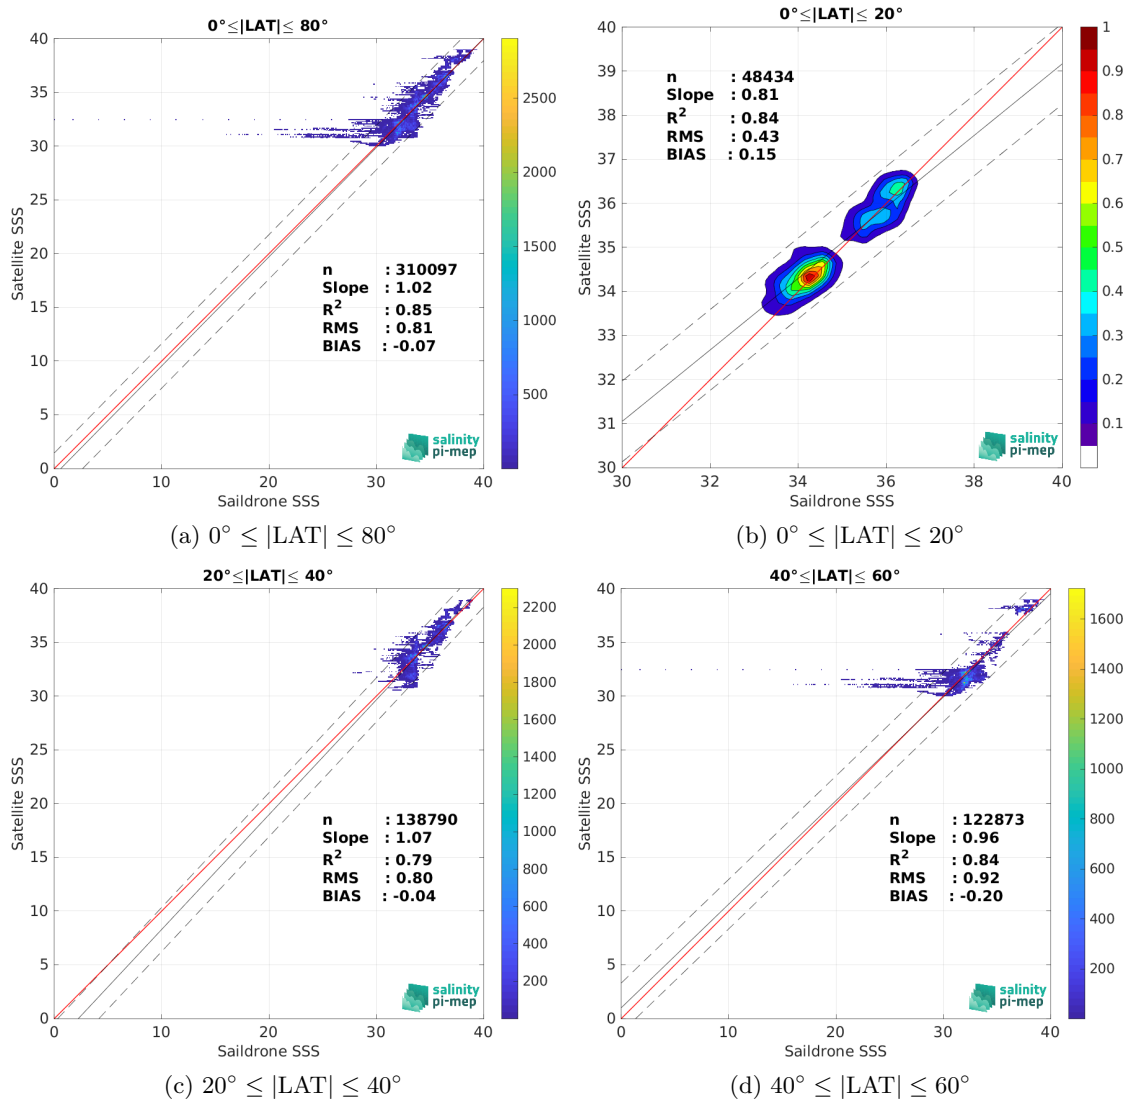 0°≤|LAT|≤ 80°
40
35
30
25
20
15
10
5
0
Satellite SSS
n : 310097
Slope : 1.02
R² : 0.85
RMS : 0.81
BIAS : -0.07
salinity
pi-mep
0 10 20 30 40
Saildrone SSS
2500
2000
1500
1000
500
(a) 0° ≤ |LAT| ≤ 80°
0°≤|LAT|≤ 20°
40
39
38
37
36
35
34
33
32
31
30
Satellite SSS
n : 48434
Slope : 0.81
R² : 0.84
RMS : 0.43
BIAS : 0.15
salinity
pi-mep
30 32 34 36 38 40
Saildrone SSS
1
0.9
0.8
0.7
0.6
0.5
0.4
0.3
0.2
0.1
(b) 0° ≤ |LAT| ≤ 20°
20°≤|LAT|≤ 40°
40
35
30
25
20
15
10
5
0
Satellite SSS
n : 138790
Slope : 1.07
R² : 0.79
RMS : 0.80
BIAS : -0.04
salinity
pi-mep
0 10 20 30 40
Saildrone SSS
2200
2000
1800
1600
1400
1200
1000
800
600
400
200
(c) 20° ≤ |LAT| ≤ 40°
40°≤|LAT|≤ 60°
40
35
30
25
20
15
10
5
0
Satellite SSS
n : 122873
Slope : 0.96
R² : 0.84
RMS : 0.92
BIAS : -0.20
salinity
pi-mep
0 10 20 30 40
Saildrone SSS
1600
1400
1200
1000
800
600
400
200
(d) 40° ≤ |LAT| ≤ 60°